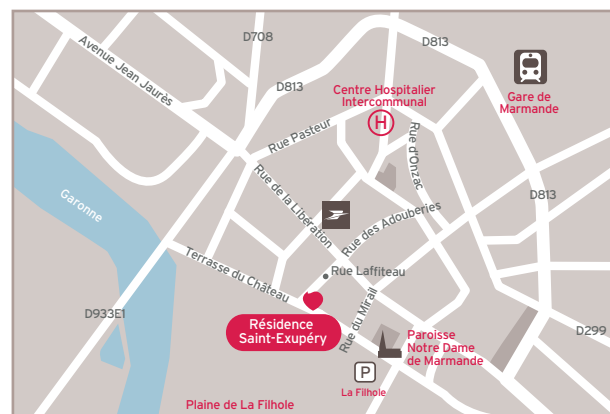 D708
D813
Avenue Jean Jaurès
D813
Centre Hospitalier
Intercommunal
H
Gare de
Marmande
Rue Pasteur
Rue d'Onzac
Garonne
Rue de la Libération
Rue des Adouberies
D813
Terrasse du Château
Rue Laffiteau
D933E1
Résidence
Saint-Exupéry
Rue du Mirail
Paroisse
Notre Dame
de Marmande
D299
P
La Filhole
Plaine de La Filhole